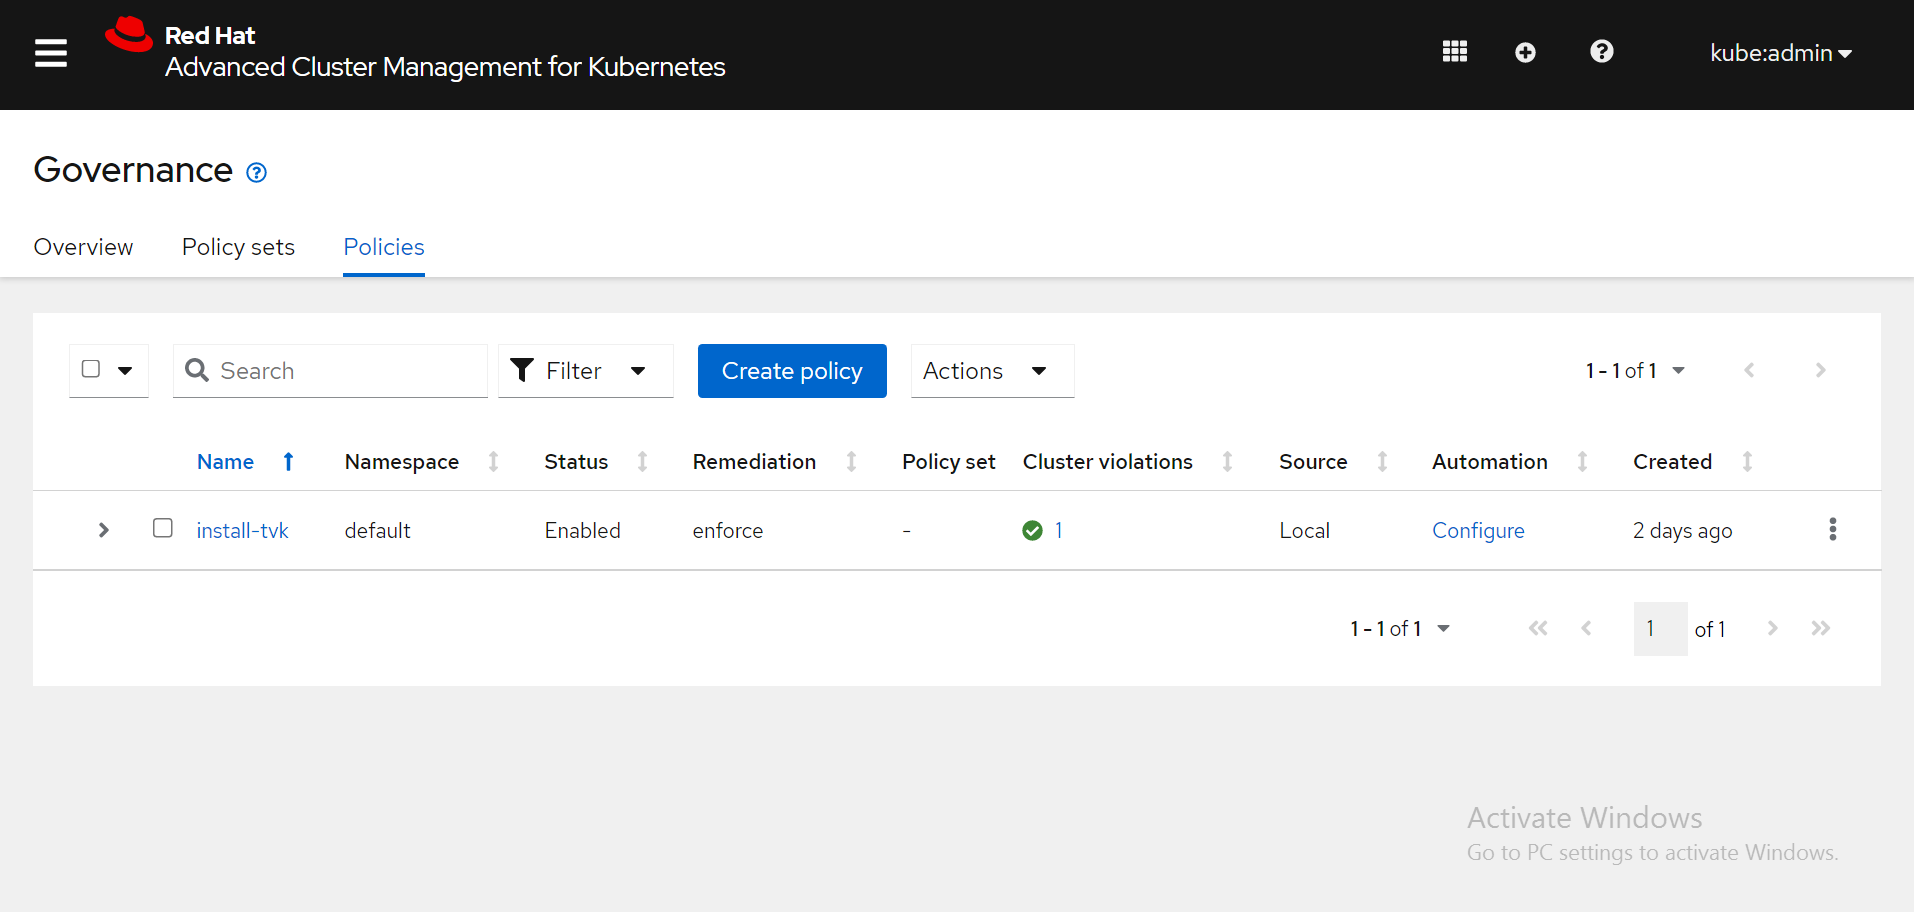 Red Hat
Advanced Cluster Management for Kubernetes
kube:admin
Governance
Overview Policy sets Policies
Search Filter Create policy Actions 1 - 1 of 1
Name Namespace Status Remediation Policy set Cluster violations Source Automation Created
install-tvk default Enabled enforce - 1 Local Configure 2 days ago
1 - 1 of 1 1 of 1
Activate Windows
Go to PC settings to activate Windows.